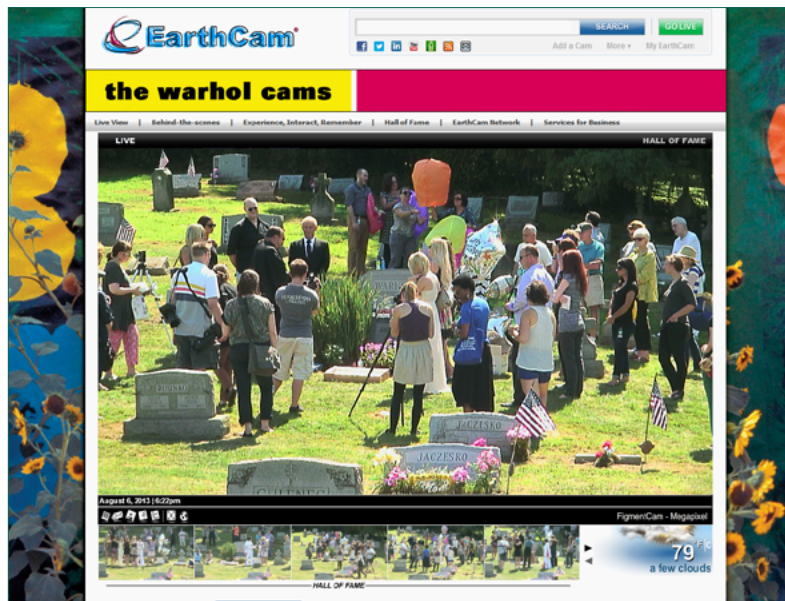 EarthCam
SEARCH
GO LIVE
Add a Cam More ▾ My EarthCam
the warhol cams
Live View | Behind-the-scenes | Experience, Interact, Remember | Hall of Fame | EarthCam Network | Services for Business
LIVE
HALL OF FAME
JACZESKO
JACZESKO
August 6, 2013 | 6:22pm
FigmentCam - Megapixel
HALL OF FAME
79 °F|C
a few clouds